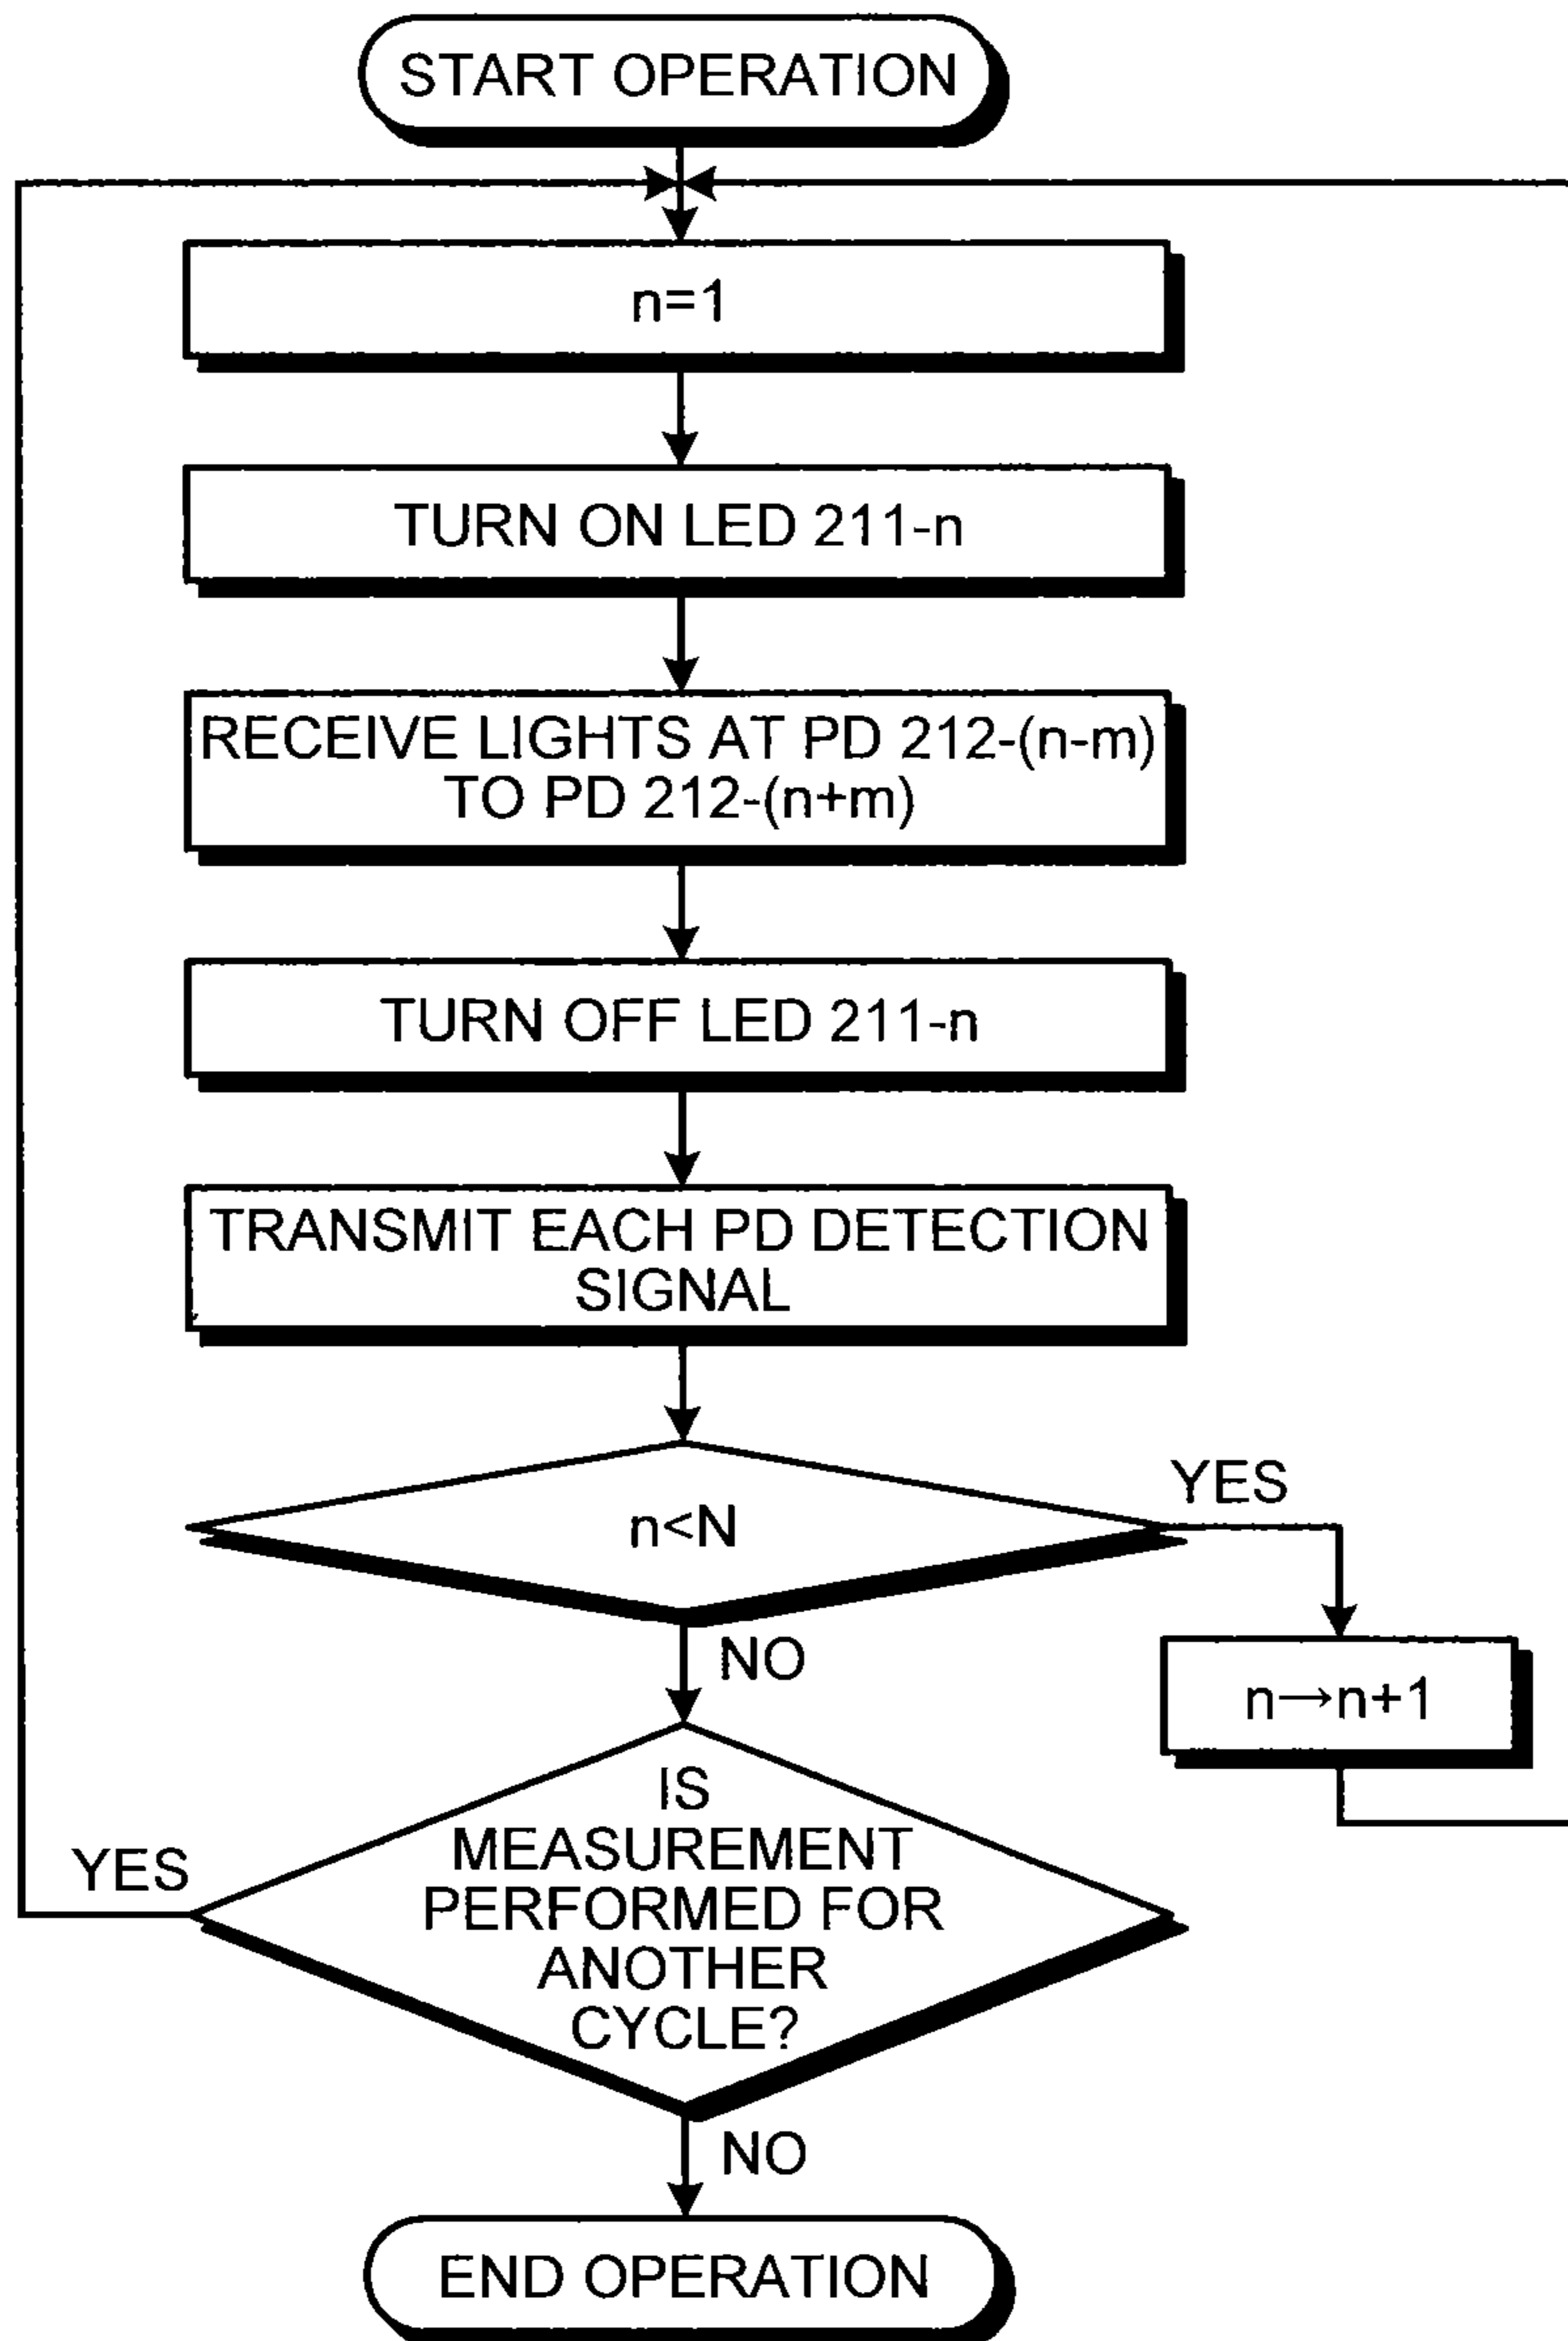 START OPERATION
n=1
TURN ON LED 211-n
RECEIVE LIGHTS AT PD 212-(n-m)
TO PD 212-(n+m)
TURN OFF LED 211-n
TRANSMIT EACH PD DETECTION
SIGNAL
n<N
YES
NO
n→n+1
IS
MEASUREMENT
PERFORMED FOR
ANOTHER
CYCLE?
YES
NO
END OPERATION